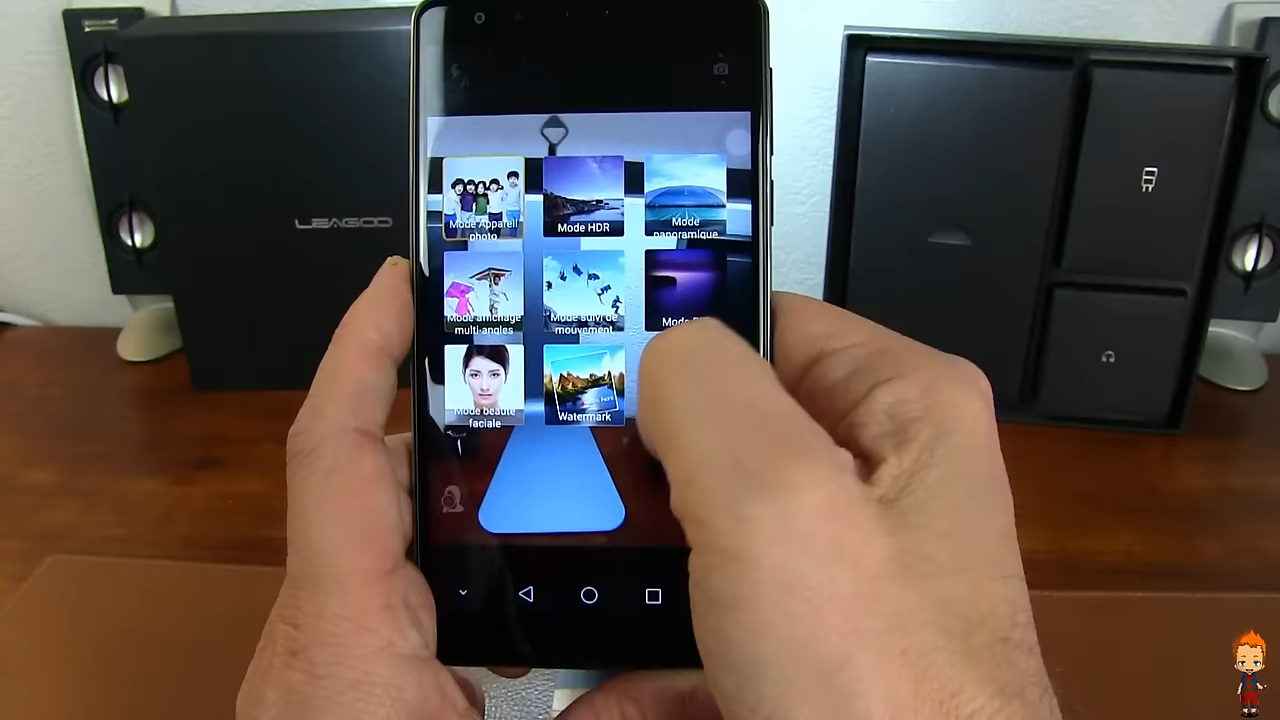 LEAGOO
Mode Appareil
photo
Mode HDR
Mode
panoramique
Mode affichage
multi-angles
Mode suivi de
mouvement
Mode
Mode beauté
faciale
Watermark